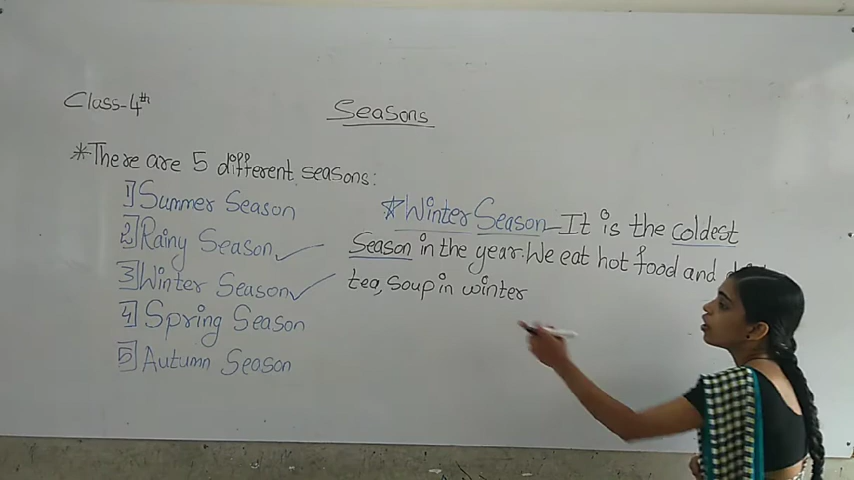 Class-4th
Seasons
*There are 5 different seasons:
1] Summer Season
2] Rainy Season
3] Winter Season
4] Spring Season
5] Autumn Season
*Winter Season - It is the coldest
Season in the year. We eat hot food and
tea, Soup in winter